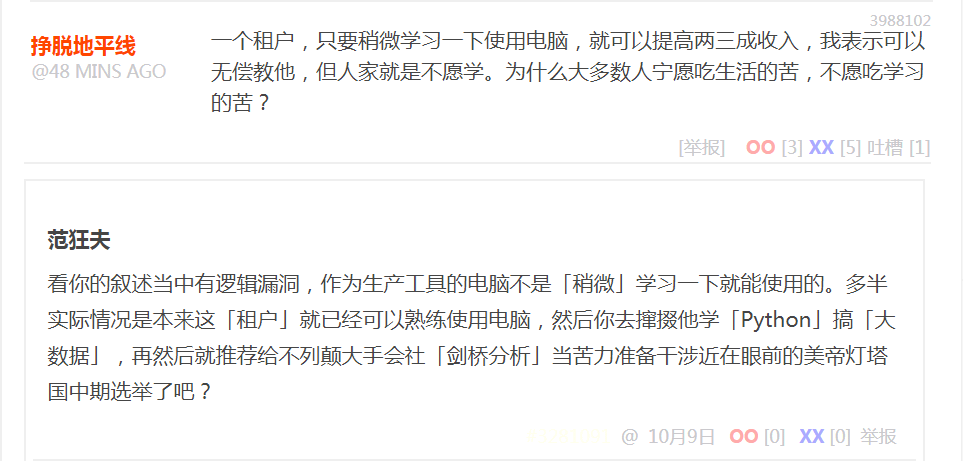 3988102
挣脱地平线
@48 MINS AGO
一个租户，只要稍微学习一下使用电脑，就可以提高两三成收入，我表示可以
无偿教他，但人家就是不愿学。为什么大多数人宁愿吃生活的苦，不愿吃学习
的苦？
[举报] OO [3] XX [5] 吐槽 [1]
范狂夫
看你的叙述当中有逻辑漏洞，作为生产工具的电脑不是「稍微」学习一下就能使用的。多半
实际情况是本来这「租户」就已经可以熟练使用电脑，然后你去撺掇他学「Python」搞「大
数据」，再然后就推荐给不列颠大手会社「剑桥分析」当苦力准备干涉近在眼前的美帝灯塔
国中期选举了吧？
@ 10月9日 OO [0] XX [0] 举报